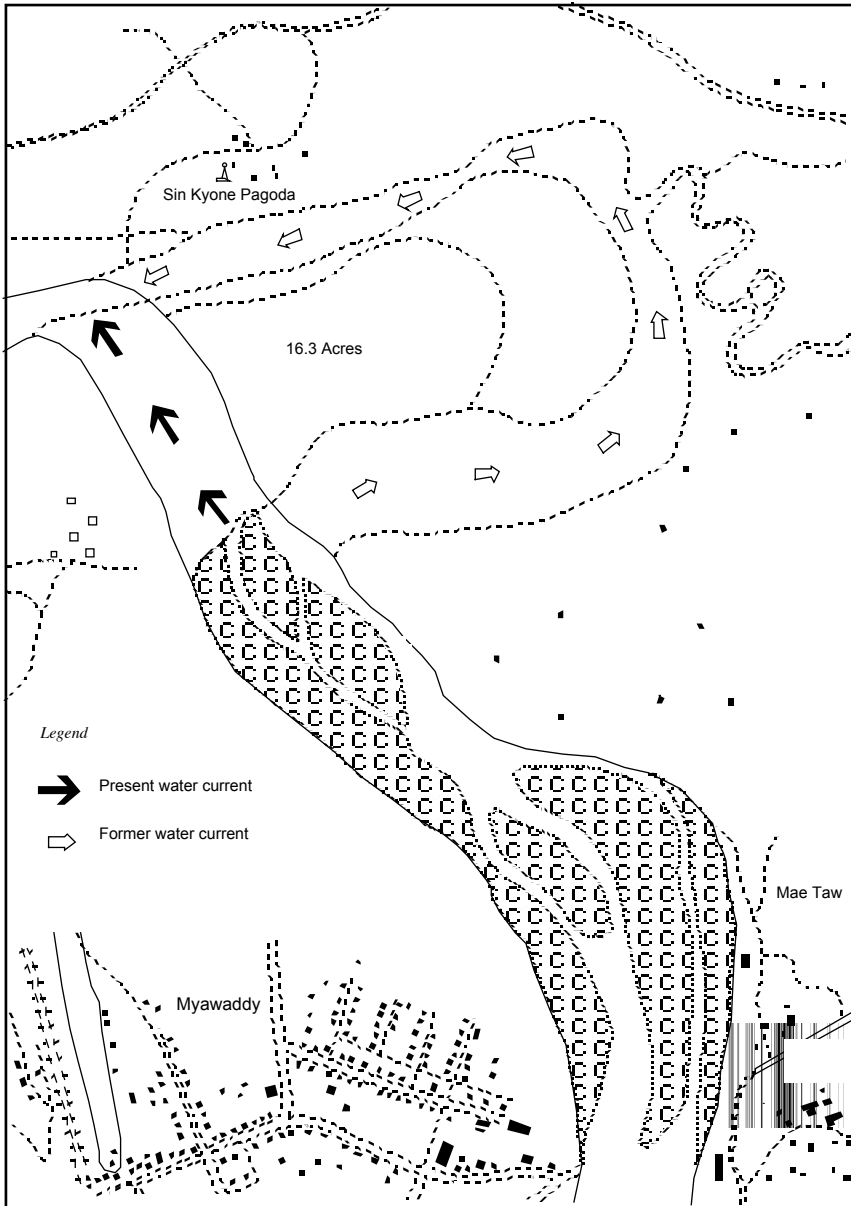 Sin Kyone Pagoda
16.3 Acres
Legend
Present water current
Former water current
Mae Taw
Myawaddy